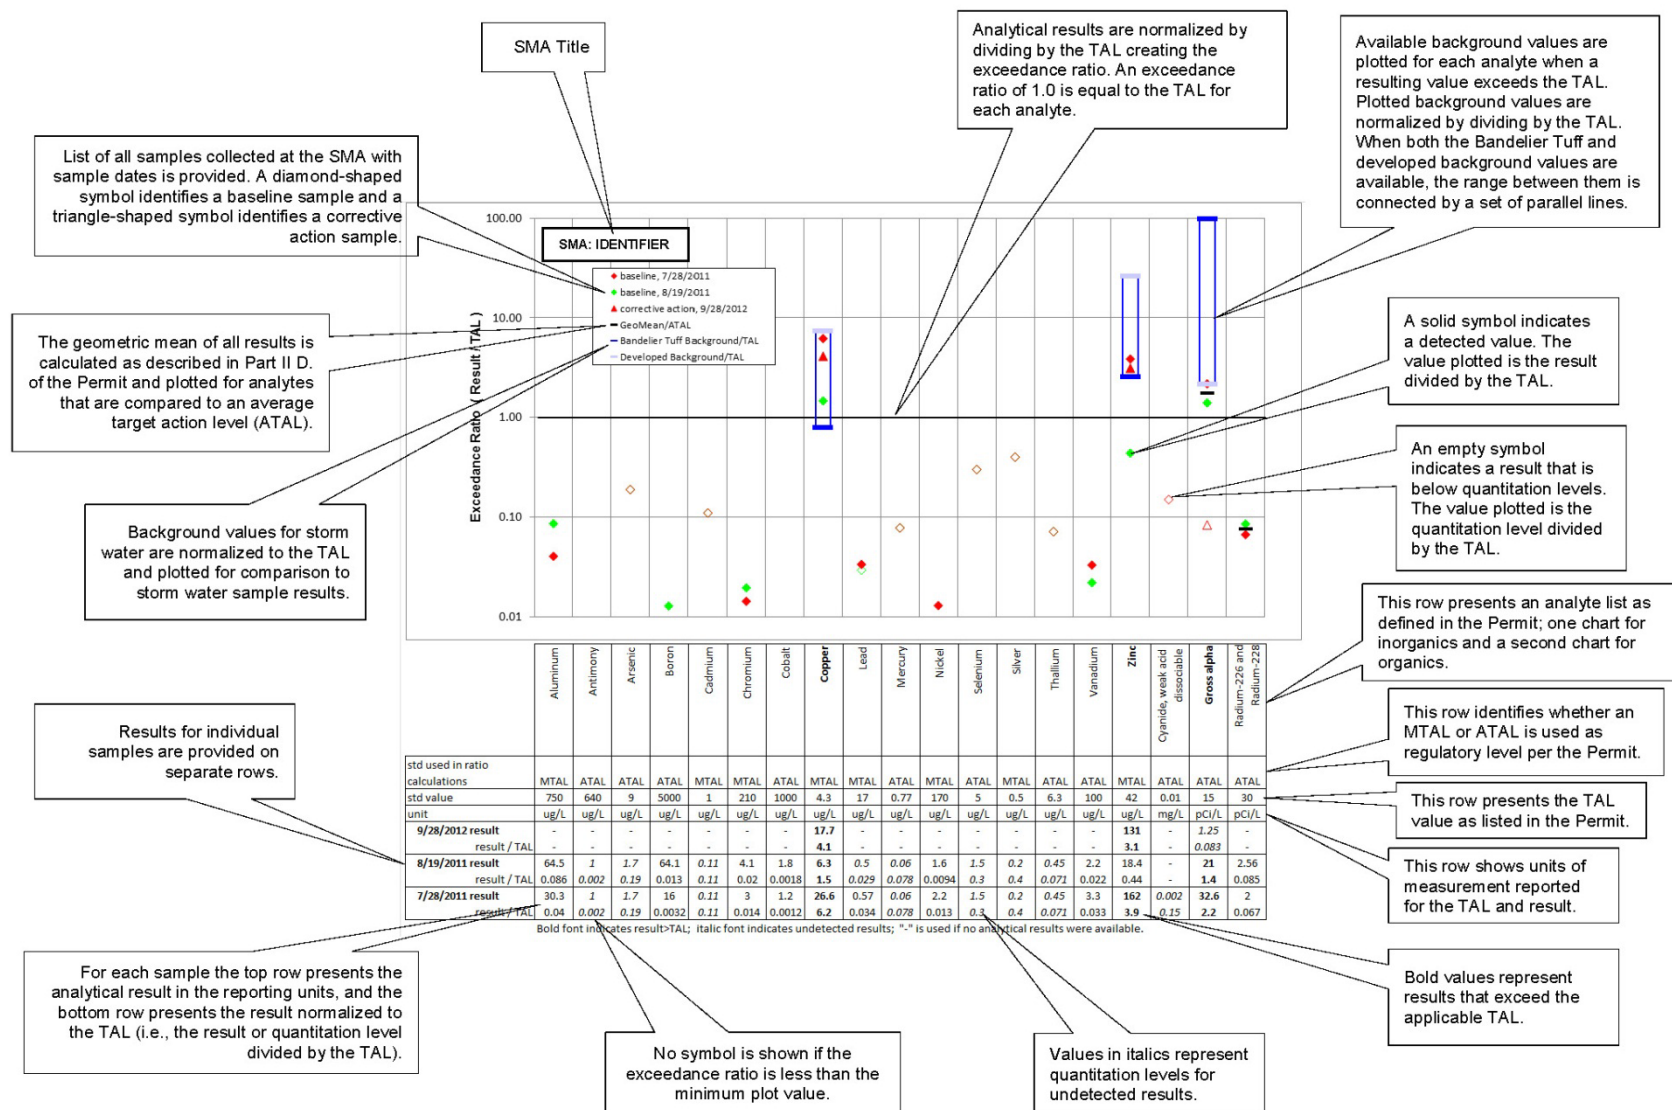 SMA Title
Analytical results are normalized by
dividing by the TAL creating the
exceedance ratio. An exceedance
ratio of 1.0 is equal to the TAL for
each analyte.
Available background values are
plotted for each analyte when a
resulting value exceeds the TAL.
Plotted background values are
normalized by dividing by the TAL.
When both the Bandelier Tuff and
developed background values are
available, the range between them is
connected by a set of parallel lines.
List of all samples collected at the SMA with
sample dates is provided. A diamond-shaped
symbol identifies a baseline sample and a
triangle-shaped symbol identifies a corrective
action sample.
The geometric mean of all results is
calculated as described in Part II D.
of the Permit and plotted for analytes
that are compared to an average
target action level (ATAL).
Background values for storm
water are normalized to the TAL
and plotted for comparison to
storm water sample results.
Exceedance Ratio ( Result / TAL )
100.00
10.00
1.00
0.10
0.01
SMA: IDENTIFIER
baseline, 7/28/2011
baseline, 8/19/2011
corrective action, 9/28/2012
GeoMean/ATAL
Bandelier Tuff Background/TAL
Developed Background/TAL
A solid symbol indicates
a detected value. The
value plotted is the result
divided by the TAL.
An empty symbol
indicates a result that is
below quantitation levels.
The value plotted is the
quantitation level divided
by the TAL.
This row presents an analyte list as
defined in the Permit; one chart for
inorganics and a second chart for
organics.
This row identifies whether an
MTAL or ATAL is used as
regulatory level per the Permit.
This row presents the TAL
value as listed in the Permit.
This row shows units of
measurement reported
for the TAL and result.
Bold values represent
results that exceed the
applicable TAL.
Results for individual
samples are provided on
separate rows.
Aluminum
Antimony
Arsenic
Boron
Cadmium
Chromium
Cobalt
Copper
Lead
Mercury
Nickel
Selenium
Silver
Thallium
Vanadium
Zinc
Cyanide, weak acid
dissociable
Gross alpha
Radium-226 and
Radium-228
std used in ratio
calculations MTAL ATAL ATAL ATAL MTAL MTAL ATAL MTAL MTAL ATAL MTAL ATAL MTAL ATAL ATAL MTAL ATAL ATAL ATAL
std value 750 640 9 5000 1 210 1000 4.3 17 0.77 170 5 0.5 6.3 100 42 0.01 15 30
unit ug/L ug/L ug/L ug/L ug/L ug/L ug/L ug/L ug/L ug/L ug/L ug/L ug/L ug/L ug/L ug/L mg/L pCi/L pCi/L
9/28/2012 result - - - - - - - 17.7 - - - - - - - 131 - 1.25 -
result / TAL - - - - - - - 4.1 - - - - - - - 3.1 - 0.083 -
8/19/2011 result 64.5 1 1.7 64.1 0.11 4.1 1.8 6.3 0.5 0.06 1.6 1.5 0.2 0.45 2.2 18.4 - 21 2.56
result / TAL 0.086 0.002 0.19 0.013 0.11 0.02 0.0018 1.5 0.029 0.078 0.0094 0.3 0.4 0.071 0.022 0.44 - 1.4 0.085
7/28/2011 result 30.3 1 1.7 16 0.11 3 1.2 26.6 0.57 0.06 2.2 1.5 0.2 0.45 3.3 162 0.002 32.6 2
result / TAL 0.04 0.002 0.19 0.0032 0.11 0.014 0.0012 6.2 0.034 0.078 0.013 0.3 0.4 0.071 0.033 3.9 0.15 2.2 0.067
Bold font indicates result>TAL; italic font indicates undetected results; "-" is used if no analytical results were available.
For each sample the top row presents the
analytical result in the reporting units, and the
bottom row presents the result normalized to
the TAL (i.e., the result or quantitation level
divided by the TAL).
No symbol is shown if the
exceedance ratio is less than the
minimum plot value.
Values in italics represent
quantitation levels for
undetected results.